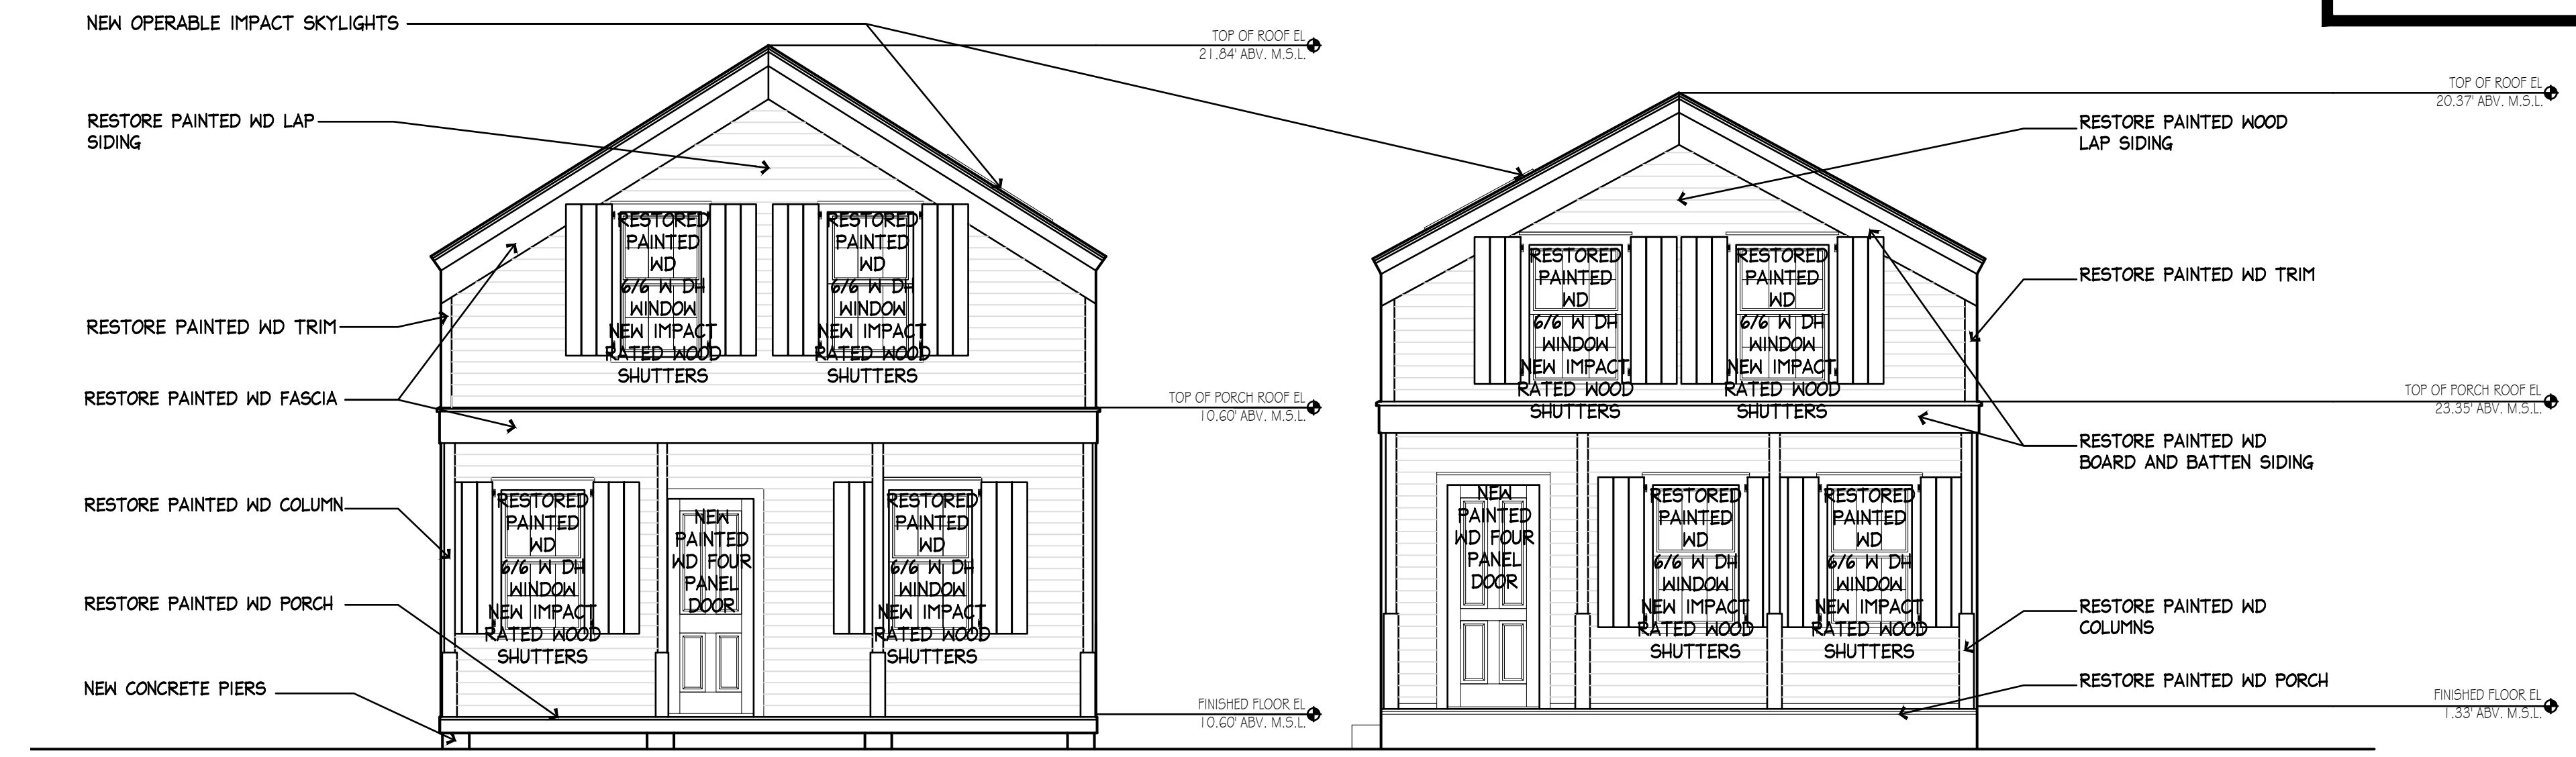 NEW OPERABLE IMPACT SKYLIGHTS
RESTORE PAINTED WD LAP
SIDING
RESTORE PAINTED WD TRIM
RESTORE PAINTED WD FASCIA
RESTORE PAINTED WD COLUMN
RESTORE PAINTED WD PORCH
NEW CONCRETE PIERS
RESTORED
PAINTED
WD
6/6 W DH
WINDOW
NEW IMPACT
RATED WOOD
SHUTTERS
RESTORED
PAINTED
WD
6/6 W DH
WINDOW
NEW IMPACT
RATED WOOD
SHUTTERS
RESTORED
PAINTED
WD
6/6 W DH
WINDOW
NEW IMPACT
RATED WOOD
SHUTTERS
NEW
PAINTED
WD FOUR
PANEL
DOOR
RESTORED
PAINTED
WD
6/6 W DH
WINDOW
NEW IMPACT
RATED WOOD
SHUTTERS
TOP OF ROOF EL
21.84' ABV. M.S.L.
TOP OF PORCH ROOF EL
10.60' ABV. M.S.L.
FINISHED FLOOR EL
10.60' ABV. M.S.L.
RESTORED
PAINTED
WD
6/6 W DH
WINDOW
NEW IMPACT
RATED WOOD
SHUTTERS
RESTORED
PAINTED
WD
6/6 W DH
WINDOW
NEW IMPACT
RATED WOOD
SHUTTERS
NEW
PAINTED
WD FOUR
PANEL
DOOR
RESTORED
PAINTED
WD
6/6 W DH
WINDOW
NEW IMPACT
RATED WOOD
SHUTTERS
RESTORED
PAINTED
WD
6/6 W DH
WINDOW
NEW IMPACT
RATED WOOD
SHUTTERS
TOP OF ROOF EL
20.37' ABV. M.S.L.
RESTORE PAINTED WOOD
LAP SIDING
RESTORE PAINTED WD TRIM
TOP OF PORCH ROOF EL
23.35' ABV. M.S.L.
RESTORE PAINTED WD
BOARD AND BATTEN SIDING
RESTORE PAINTED WD
COLUMNS
RESTORE PAINTED WD PORCH
FINISHED FLOOR EL
1.33' ABV. M.S.L.